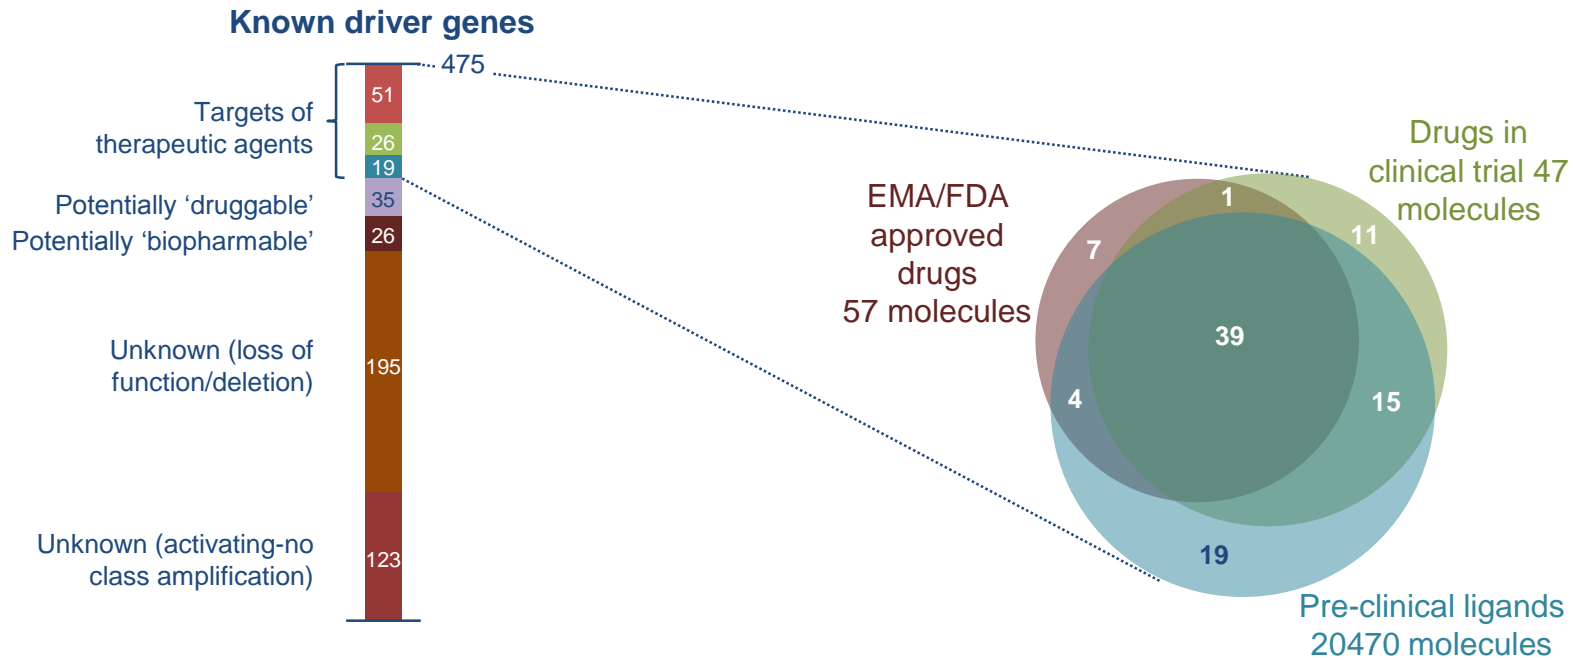 Known driver genes
475
51
Targets of
therapeutic agents
26
19
Potentially ‘druggable’
35
Potentially ‘biopharmable’
26
Unknown (loss of
function/deletion)
195
Unknown (activating-no
class amplification)
123
EMA/FDA
approved
drugs
57 molecules
Drugs in
clinical trial 47
molecules
1
7
11
39
4
15
19
Pre-clinical ligands
20470 molecules